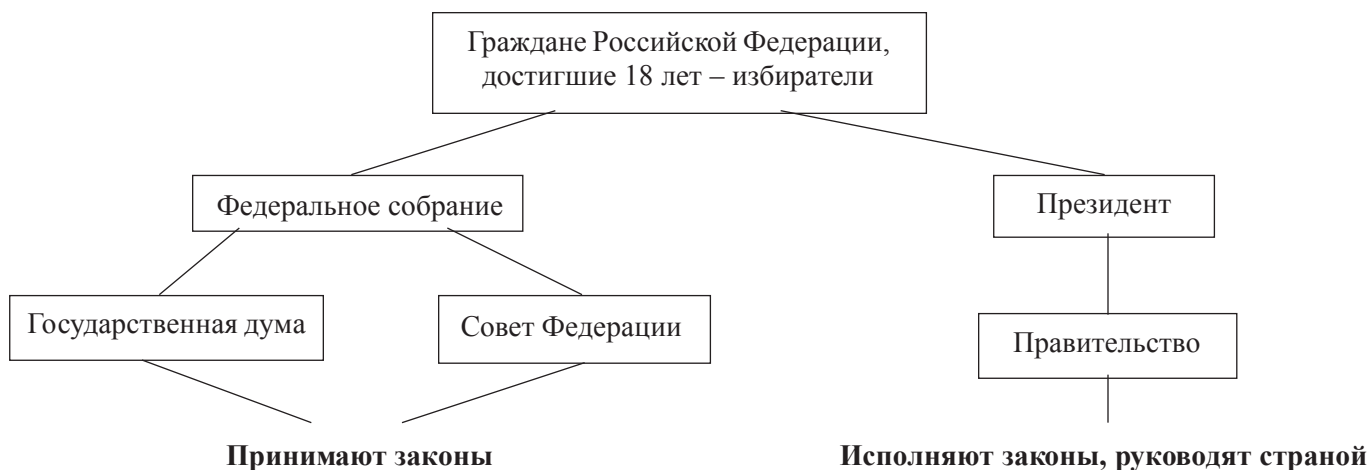 Граждане Российской Федерации,
достигшие 18 лет – избиратели
Федеральное собрание
Президент
Государственная дума
Совет Федерации
Правительство
Принимают законы
Исполняют законы, руководят страной